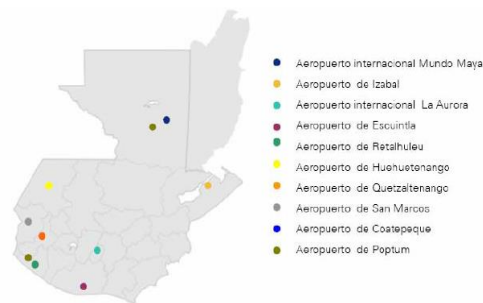 Aeropuerto internacional Mundo Maya
Aeropuerto de Izabal
Aeropuerto internacional La Aurora
Aeropuerto de Escuintla
Aeropuerto de Retalhuleu
Aeropuerto de Huehuetenango
Aeropuerto de Quetzaltenango
Aeropuerto de San Marcos
Aeropuerto de Coatepeque
Aeropuerto de Poptum